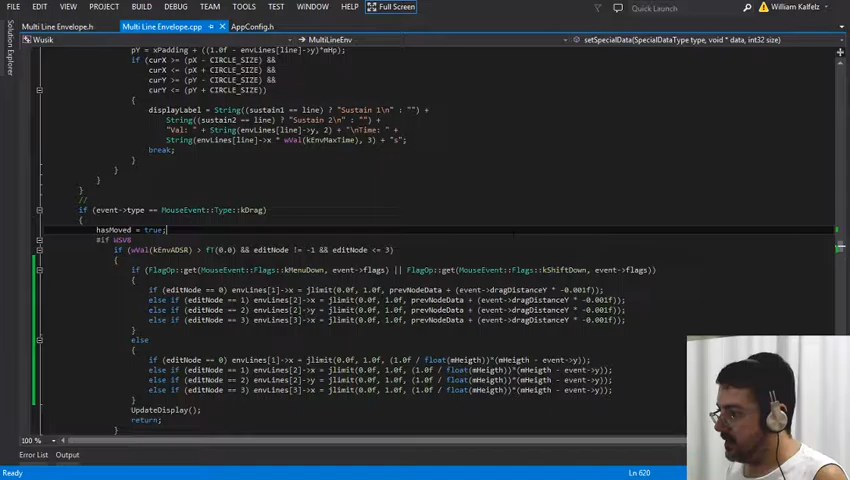 FILE EDIT VIEW PROJECT BUILD DEBUG TEAM TOOLS TEST ANALYZE WINDOW HELP Full Screen Quick Launch William Kalfelz
Multi Line Envelope.h Multi Line Envelope.cpp AppConfig.h
Solution Explorer
Wusik MultiLineEnv setSpecialData(SpecialDataType type, void * data, int32 size)
pY = xPadding + ((1.0f - envLines[line]->y)*mHp);
if (curX >= (pX - CIRCLE_SIZE) &&
curX <= (pX + CIRCLE_SIZE) &&
curY >= (pY - CIRCLE_SIZE) &&
curY <= (pY + CIRCLE_SIZE))
{
displayLabel = String((sustain1 == line) ? "Sustain 1\n" : "") +
String((sustain2 == line) ? "Sustain 2\n" : "") +
"Val: " + String(envLines[line]->y, 2) + "\nTime: " +
String(envLines[line]->x * wVal(kEnvMaxTime), 3) + "s";
break;
}
}
}
}
//
if (event->type == MouseEvent::Type::kDrag)
{
hasMoved = true;
#if WSV8
if (wVal(kEnvADSR) > fT(0.0) && editNode != -1 && editNode <= 3)
{
if (FlagOp::get(MouseEvent::Flags::kMenuDown, event->flags) || FlagOp::get(MouseEvent::Flags::kShiftDown, event->flags))
{
if (editNode == 0) envLines[1]->x = jlimit(0.0f, 1.0f, prevNodeData + (event->dragDistanceY * -0.001f));
else if (editNode == 1) envLines[2]->x = jlimit(0.0f, 1.0f, prevNodeData + (event->dragDistanceY * -0.001f));
else if (editNode == 2) envLines[2]->y = jlimit(0.0f, 1.0f, prevNodeData + (event->dragDistanceY * -0.001f));
else if (editNode == 3) envLines[3]->x = jlimit(0.0f, 1.0f, prevNodeData + (event->dragDistanceY * -0.001f));
}
else
{
if (editNode == 0) envLines[1]->x = jlimit(0.0f, 1.0f, (1.0f / float(mHeigth))*(mHeigth - event->y));
else if (editNode == 1) envLines[2]->x = jlimit(0.0f, 1.0f, (1.0f / float(mHeigth))*(mHeigth - event->y));
else if (editNode == 2) envLines[2]->y = jlimit(0.0f, 1.0f, (1.0f / float(mHeigth))*(mHeigth - event->y));
else if (editNode == 3) envLines[3]->x = jlimit(0.0f, 1.0f, (1.0f / float(mHeigth))*(mHeigth - event->y));
}
UpdateDisplay();
return;
}
100 %
Error List Output
Ready Ln 620